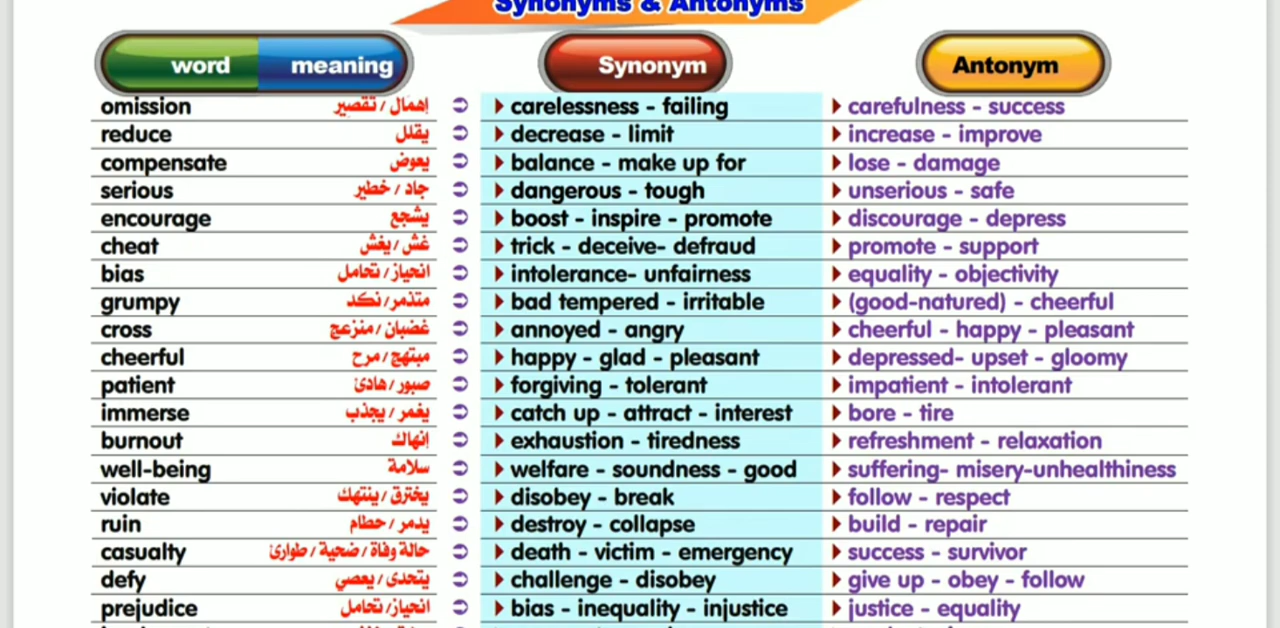 Synonyms & Antonyms
word meaning Synonym Antonym
omission إهمال / تقصير carelessness - failing carefulness - success
reduce يقلل decrease - limit increase - improve
compensate يعوض balance - make up for lose - damage
serious جاد / خطير dangerous - tough unserious - safe
encourage يشجع boost - inspire - promote discourage - depress
cheat غش / يغش trick - deceive- defraud promote - support
bias انحياز / تحامل intolerance- unfairness equality - objectivity
grumpy متذمر / نكد bad tempered - irritable (good-natured) - cheerful
cross غضبان / منزعج annoyed - angry cheerful - happy - pleasant
cheerful مبتهج / مرح happy - glad - pleasant depressed- upset - gloomy
patient صبور / هادئ forgiving - tolerant impatient - intolerant
immerse يغمر / يجذب catch up - attract - interest bore - tire
burnout إنهاك exhaustion - tiredness refreshment - relaxation
well-being سلامة welfare - soundness - good suffering- misery-unhealthiness
violate يخترق / ينتهك disobey - break follow - respect
ruin يدمر / حطام destroy - collapse build - repair
casualty حالة وفاة / ضحية / طوارئ death - victim - emergency success - survivor
defy يتحدى / يعصي challenge - disobey give up - obey - follow
prejudice انحياز / تحامل bias - inequality - injustice justice - equality